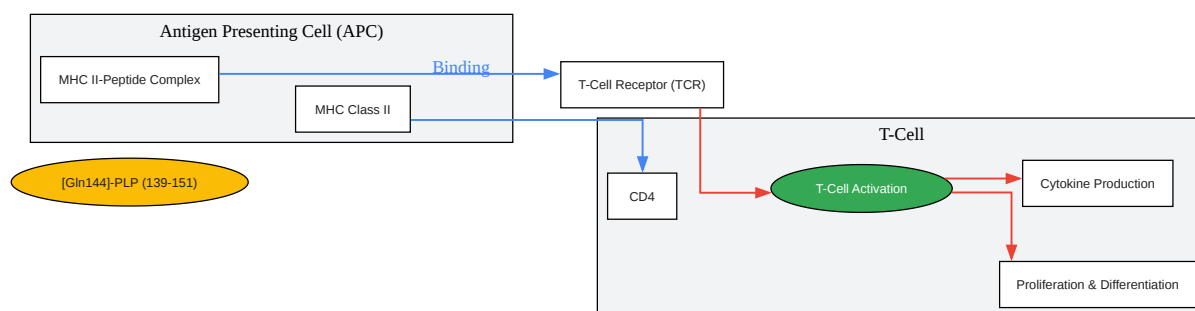 Antigen Presenting Cell (APC)
MHC II-Peptide Complex
Binding
T-Cell Receptor (TCR)
MHC Class II
T-Cell
[Gln144]-PLP (139-151)
CD4
T-Cell Activation
Cytokine Production
Proliferation & Differentiation